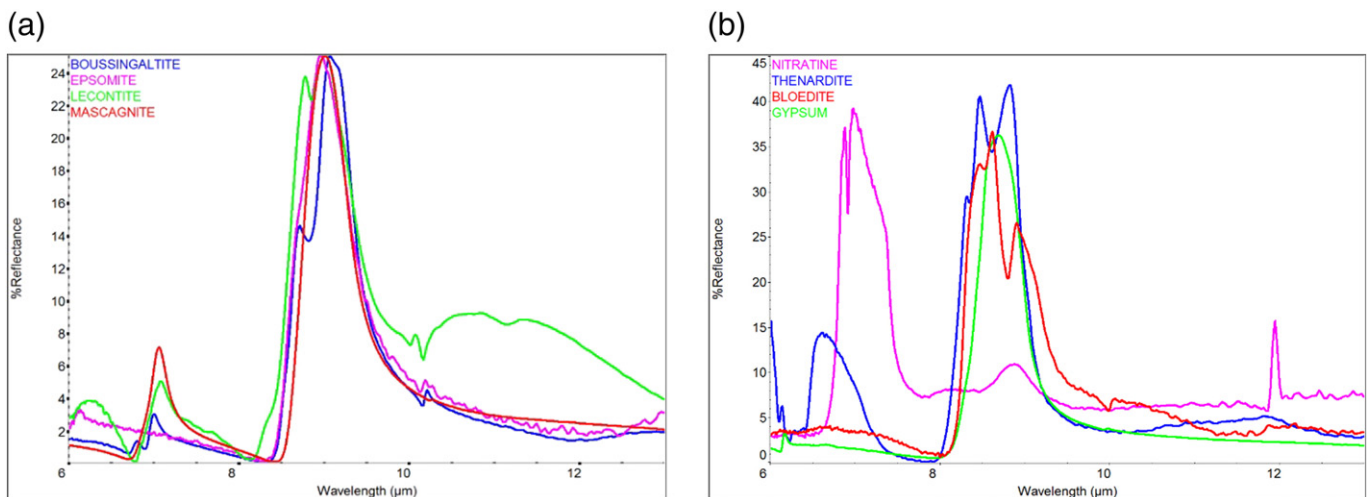 (a)
BOUSSINGALTITE
EPSOMITE
LECONTITE
MASCAGNITE
%Reflectance
24
22
20
18
16
14
12
10
8
6
4
2
6 8 10 12
Wavelength (µm)
(b)
NITRATINE
THENARDITE
BLOEDITE
GYPSUM
%Reflectance
45
40
35
30
25
20
15
10
5
0
6 8 10 12
Wavelength (µm)